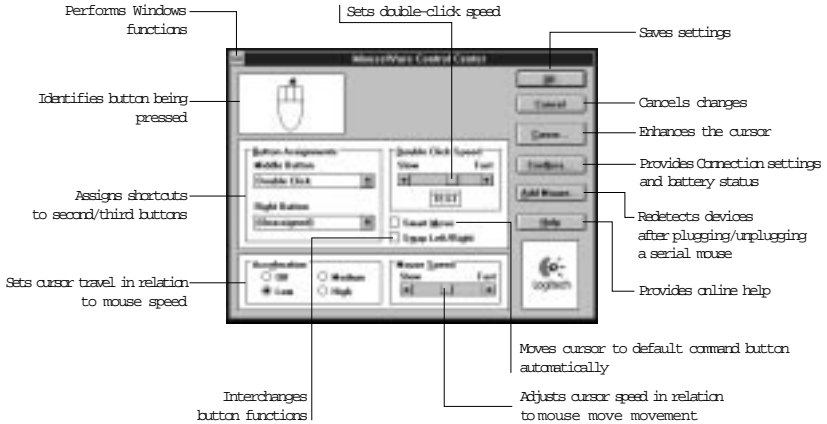 Performs Windows
functions
Sets double-click speed
Saves settings
MouseWare Control Center
OK
Identifies button being
pressed
Cancel
Cancels changes
Cursor...
Enhances the cursor
Button Assignments
Middle Button
Double Click
Right Button
(Unassigned)
Double Click Speed
Slow Fast
TEST
Smart Move
Swap Left/Right
Provides Connection settings
and battery status
Assigns shortcuts
to second/third buttons
Add Mouse...
Redetects devices
after plugging/unplugging
a serial mouse
Help
Sets cursor travel in relation
to mouse speed
Acceleration
Off Medium
Low High
Mouse Speed
Slow Fast
Logitech
Provides online help
Moves cursor to default command button
automatically
Interchanges
button functions
Adjusts cursor speed in relation
to mouse move movement